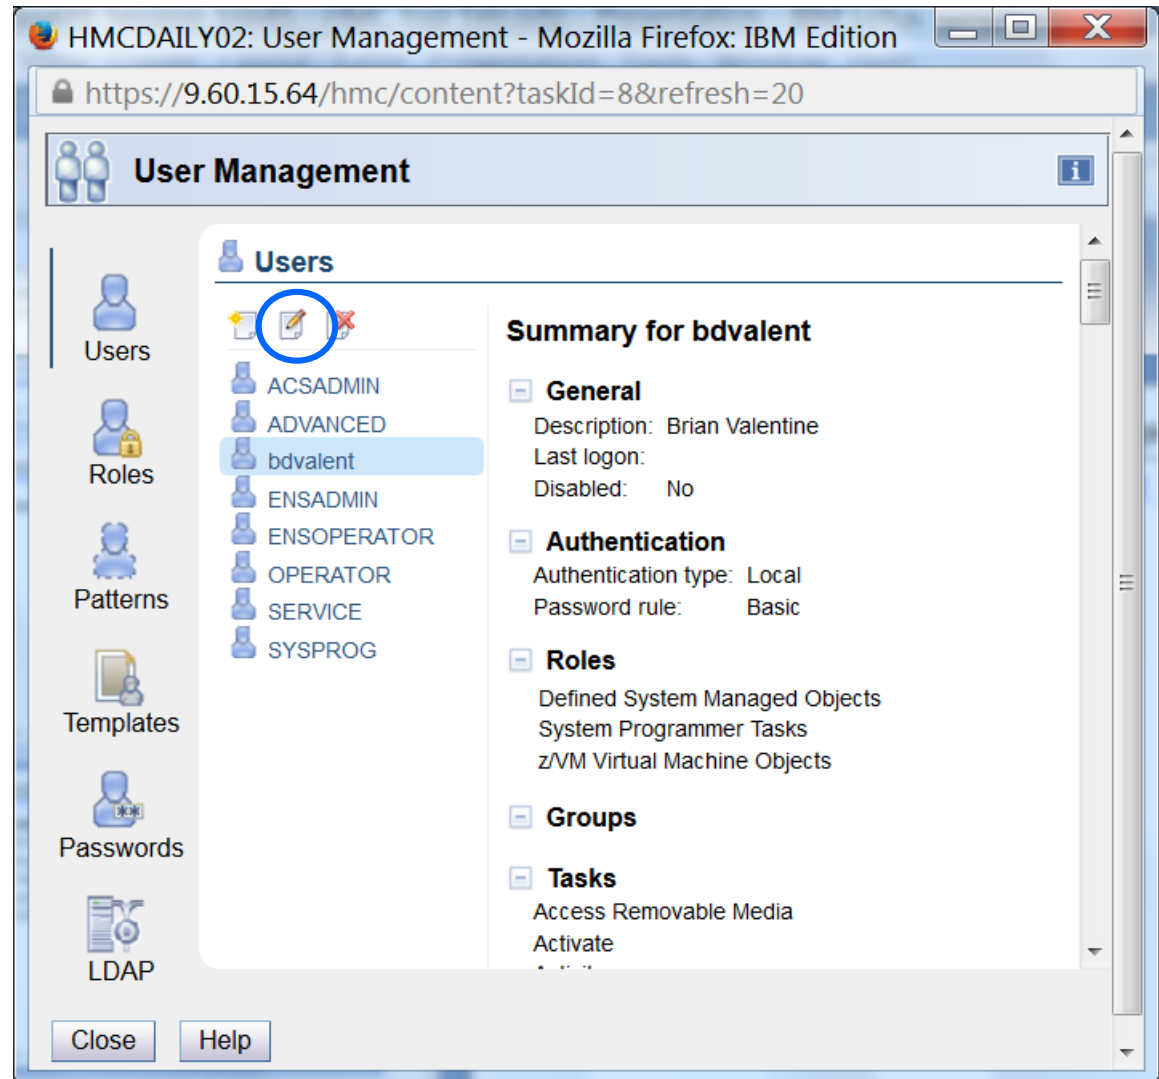 HMCDAILY02: User Management - Mozilla Firefox: IBM Edition
https://9.60.15.64/hmc/content?taskId=8&refresh=20
User Management
i
Users
Roles
Patterns
Templates
Passwords
LDAP
Users
ACSADMIN
ADVANCED
bdvalent
ENSADMIN
ENSOPERATOR
OPERATOR
SERVICE
SYSPROG
Summary for bdvalent
General
Description: Brian Valentine
Last logon:
Disabled: No
Authentication
Authentication type: Local
Password rule: Basic
Roles
Defined System Managed Objects
System Programmer Tasks
z/VM Virtual Machine Objects
Groups
Tasks
Access Removable Media
Activate
Close Help